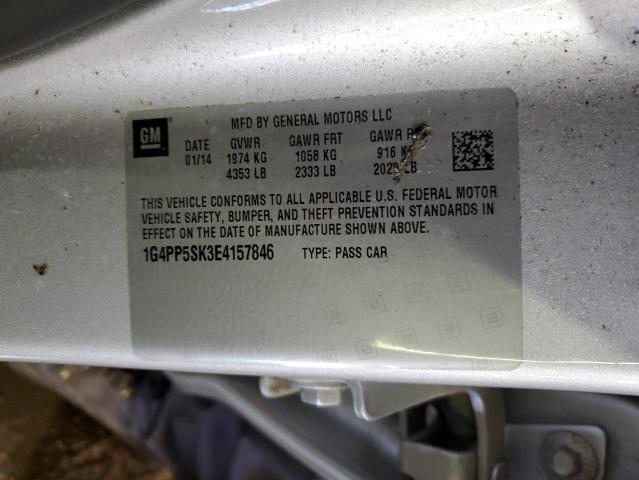 GM
MFD BY GENERAL MOTORS LLC
DATE GVWR GAWR FRT GAWR
01/14 1974 KG 1058 KG 916
4353 LB 2333 LB LB
THIS VEHICLE CONFORMS TO ALL APPLICABLE U.S. FEDERAL MOTOR
VEHICLE SAFETY, BUMPER, AND THEFT PREVENTION STANDARDS IN
EFFECT ON THE DATE OF MANUFACTURE SHOWN ABOVE.
1G4PP5SK3E4157846 TYPE: PASS CAR